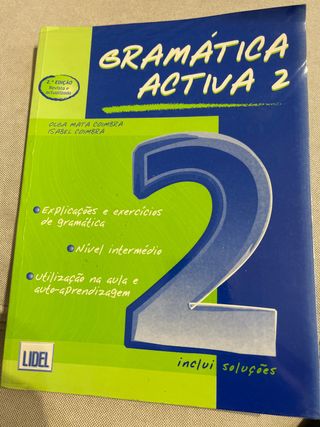 GRAMÁTICA
ACTIVA 2
2.ª EDIÇÃO
Revista e
actualizada
OLGA MATA COIMBRA
ISABEL COIMBRA
2
Explicações e exercícios
de gramática
Nível intermédio
Utilização na aula e
auto-aprendizagem
LIDEL
inclui soluções